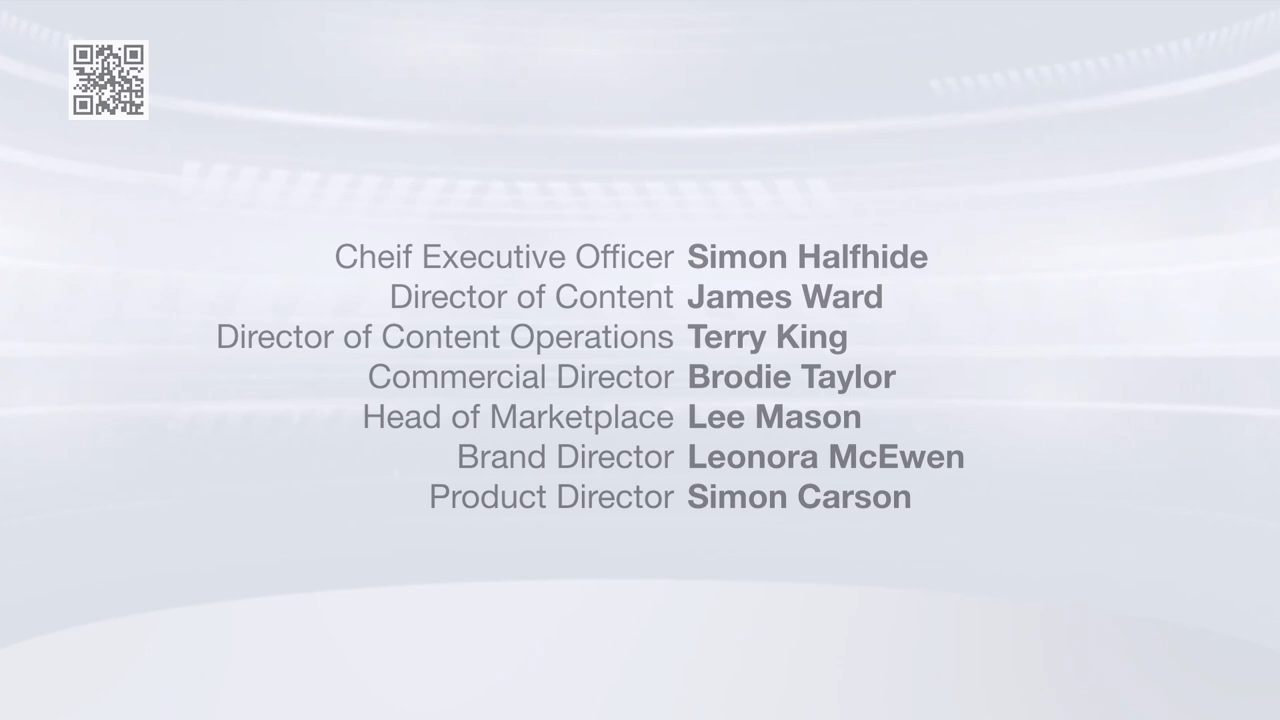 Cheif Executive Officer Simon Halfhide
Director of Content James Ward
Director of Content Operations Terry King
Commercial Director Brodie Taylor
Head of Marketplace Lee Mason
Brand Director Leonora McEwen
Product Director Simon Carson